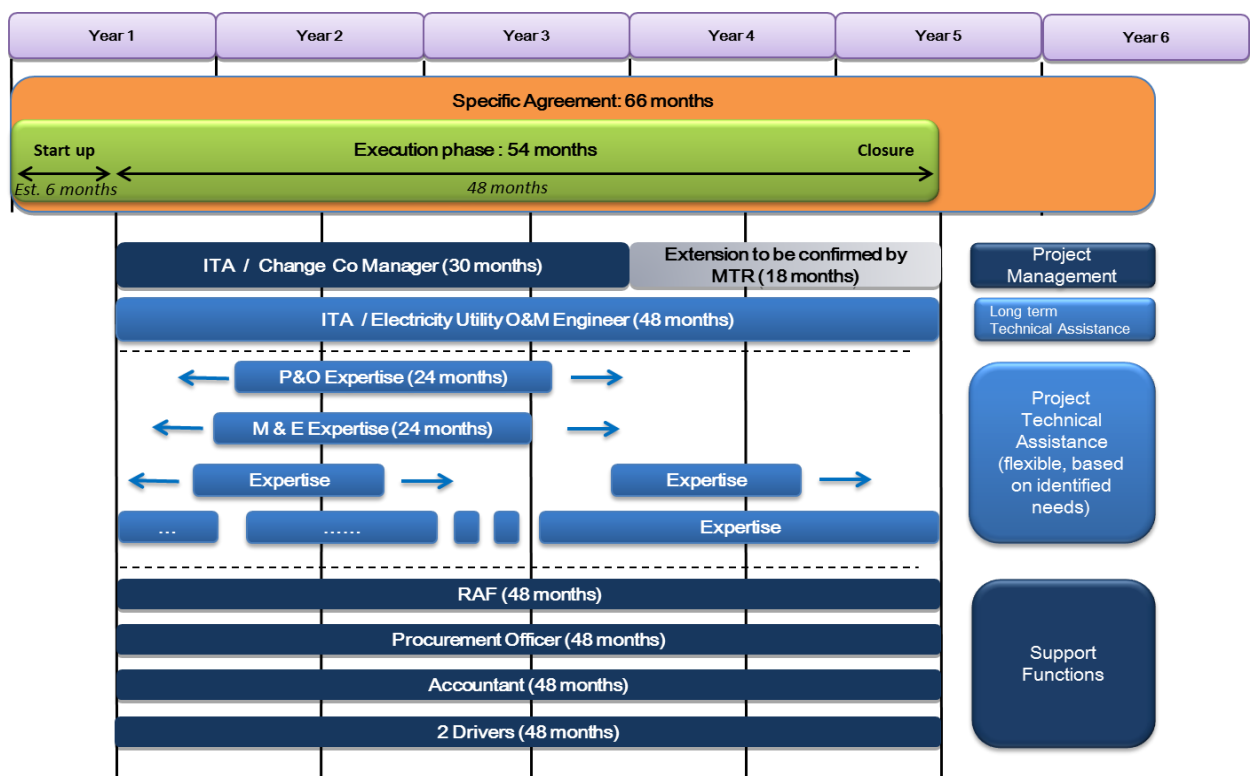 Year 1
Year 2
Year 3
Year 4
Year 5
Year 6
Specific Agreement: 66 months
Start up
Execution phase : 54 months
Closure
Est. 6 months
48 months
ITA / Change Co Manager (30 months)
Extension to be confirmed by
MTR (18 months)
Project
Management
ITA / Electricity Utility O&M Engineer (48 months)
Long term
Technical Assistance
P&O Expertise (24 months)
M & E Expertise (24 months)
Expertise
Expertise
...
......
Expertise
Project
Technical
Assistance
(flexible, based
on identified
needs)
RAF (48 months)
Procurement Officer (48 months)
Accountant (48 months)
2 Drivers (48 months)
Support
Functions